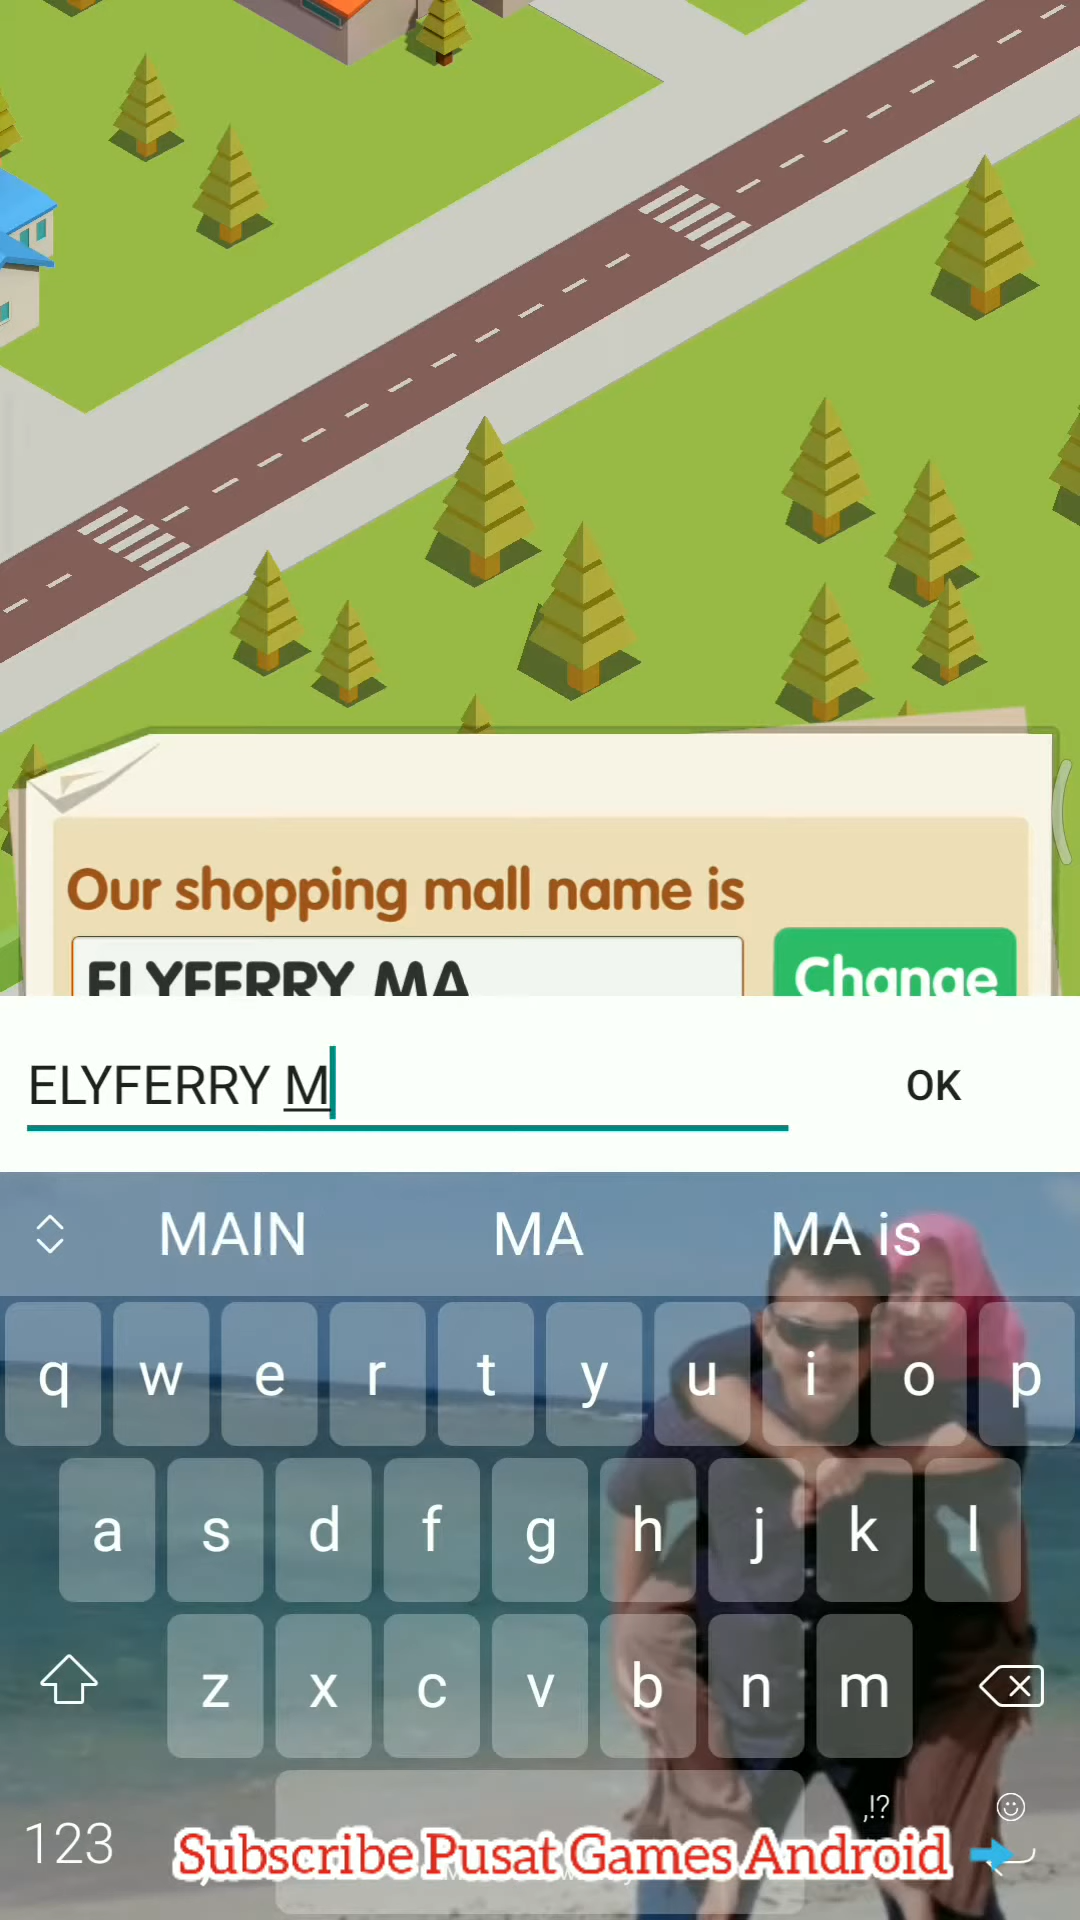 Our shopping mall name is
ELYFERRY MA
Change
ELYFERRY M
OK
MAIN MA MA is
q w e r t y u i o p
a s d f g h j k l
z x c v b n m
,!?
123
Subscribe Pusat Games Android